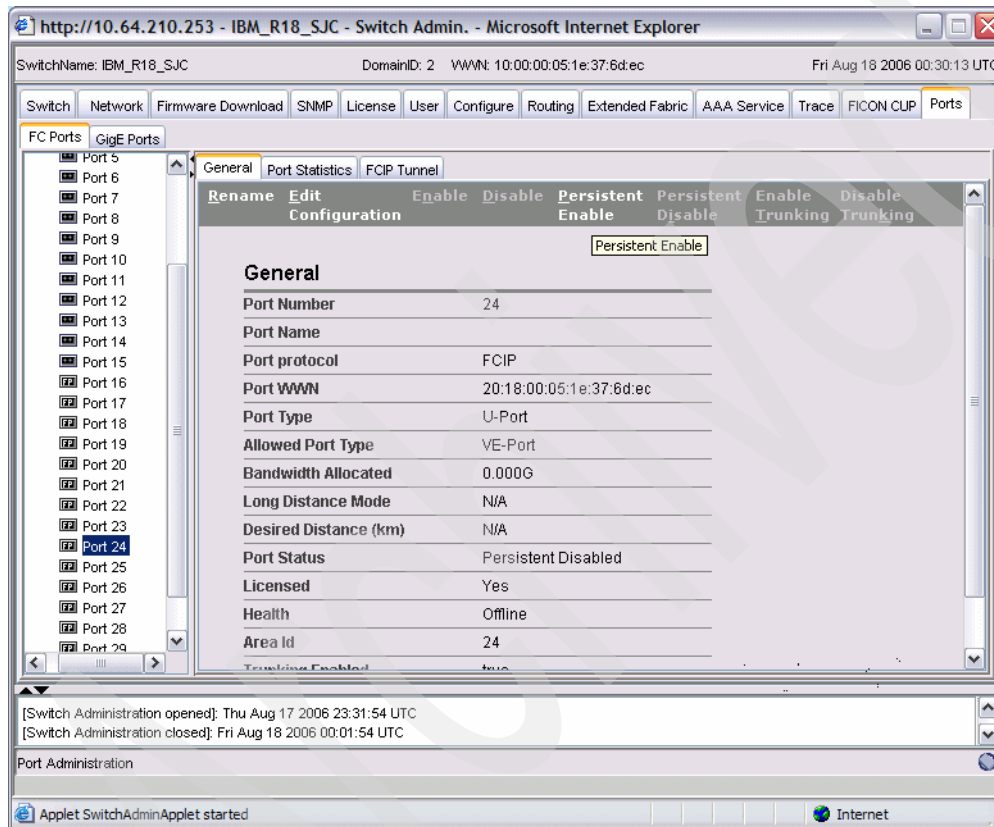 http://10.64.210.253 - IBM_R18_SJC - Switch Admin. - Microsoft Internet Explorer
SwitchName: IBM_R18_SJC DomainID: 2 WWN: 10:00:00:05:1e:37:6d:ec Fri Aug 18 2006 00:30:13 UTC
Switch Network Firmware Download SNMP License User Configure Routing Extended Fabric AAA Service Trace FICON CUP Ports
FC Ports GigE Ports
General Port Statistics FCIP Tunnel
Rename Edit Configuration Enable Disable Persistent Enable Persistent Disable Enable Trunking Disable Trunking
Persistent Enable
Port 5
Port 6
Port 7
Port 8
Port 9
Port 10
Port 11
Port 12
Port 13
Port 14
Port 15
Port 16
Port 17
Port 18
Port 19
Port 20
Port 21
Port 22
Port 23
Port 24
Port 25
Port 26
Port 27
Port 28
Port 29
General
Port Number 24
Port Name
Port protocol FCIP
Port WWN 20:18:00:05:1e:37:6d:ec
Port Type U-Port
Allowed Port Type VE-Port
Bandwidth Allocated 0.000G
Long Distance Mode N/A
Desired Distance (km) N/A
Port Status Persistent Disabled
Licensed Yes
Health Offline
Area Id 24
Trunking Enabled true
[Switch Administration opened]: Thu Aug 17 2006 23:31:54 UTC
[Switch Administration closed]: Fri Aug 18 2006 00:01:54 UTC
Port Administration
Applet SwitchAdminApplet started Internet